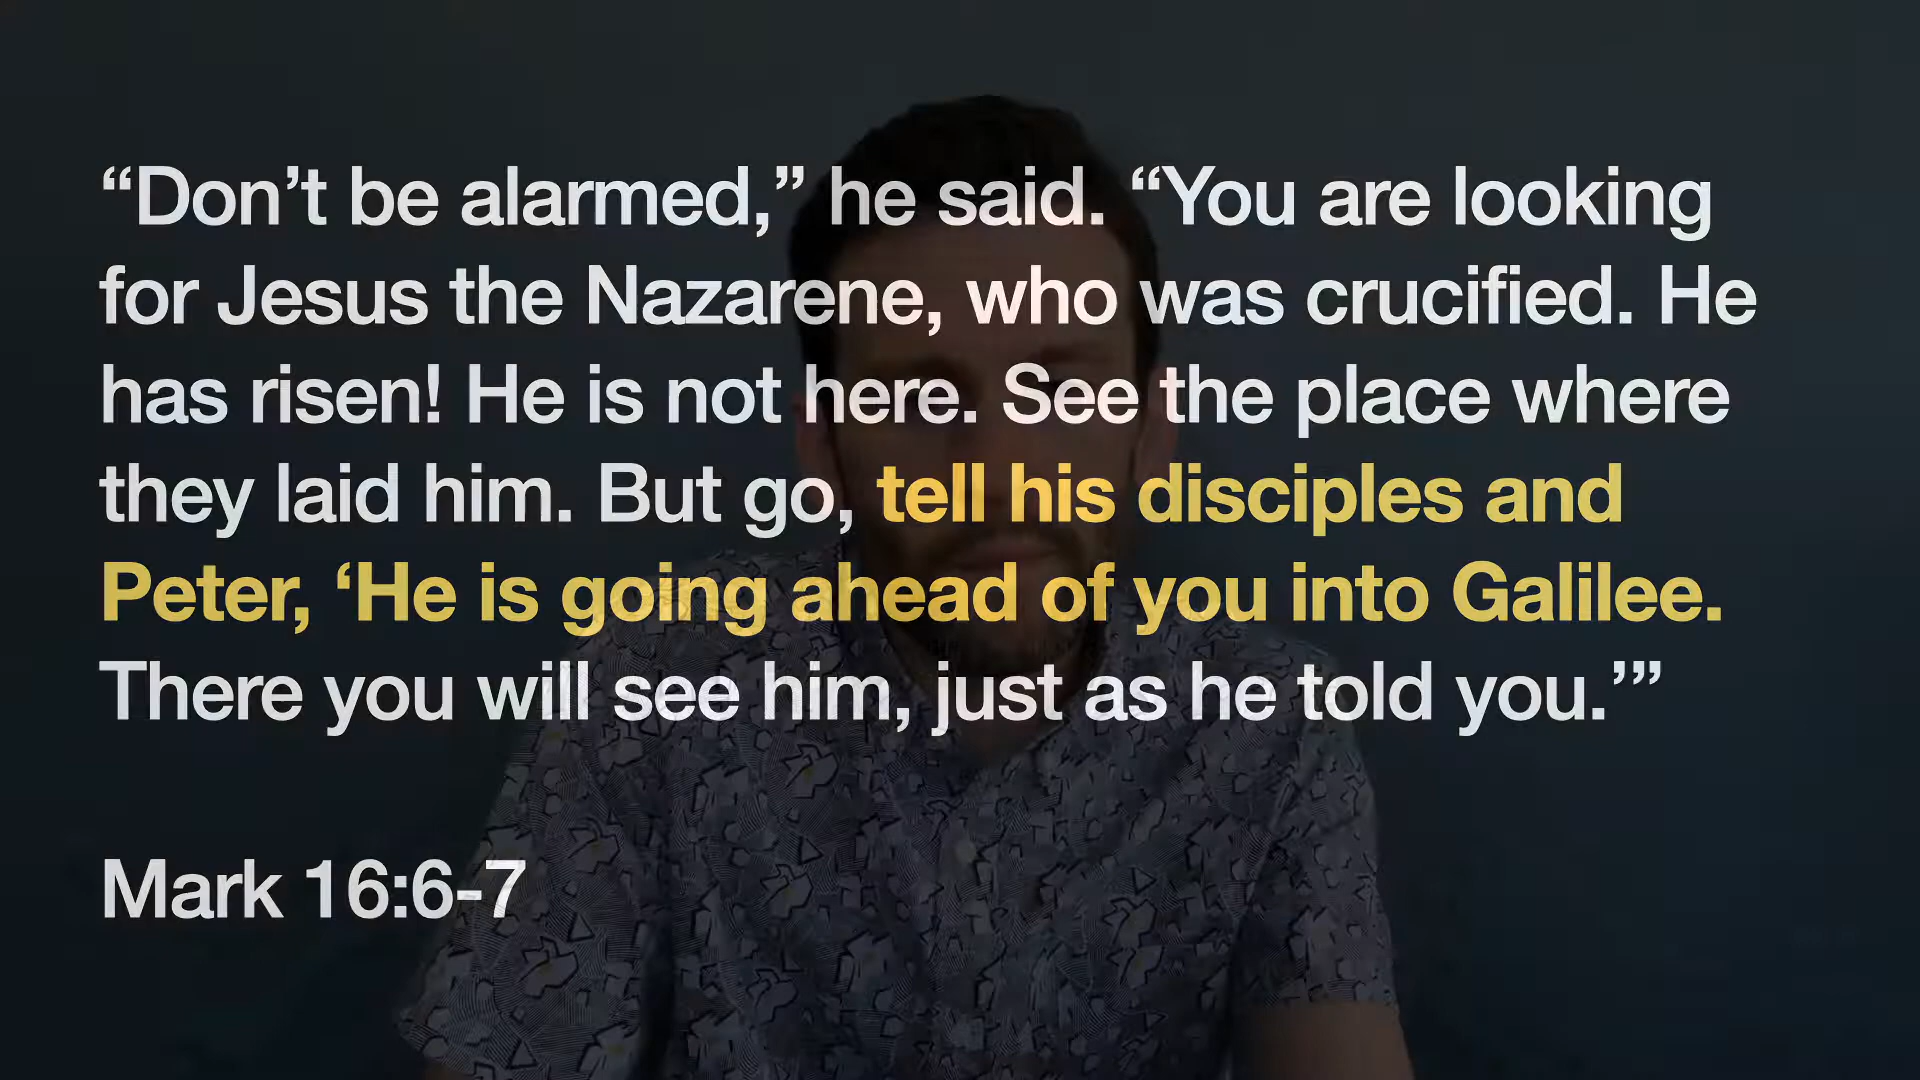 “Don’t be alarmed,” he said. “You are looking
for Jesus the Nazarene, who was crucified. He
has risen! He is not here. See the place where
they laid him. But go, tell his disciples and
Peter, ‘He is going ahead of you into Galilee.
There you will see him, just as he told you.’”
Mark 16:6-7